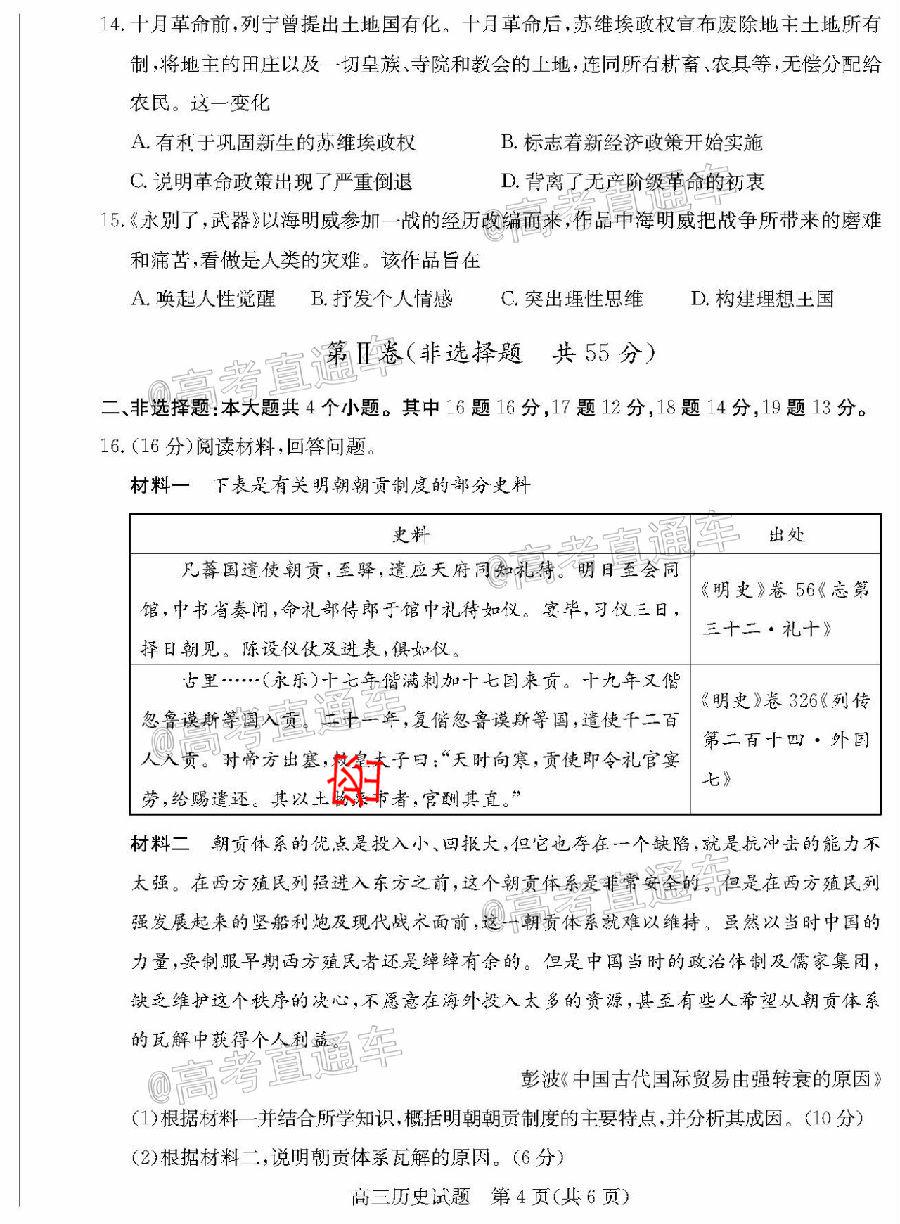 14. 十月革命前,列宁曾提出土地国有化。十月革命后,苏维埃政权宣布废除地主土地所有
制,将地主的田庄以及一切皇族、寺院和教会的土地,连同所有耕畜、农具等,无偿分配给
农民。这一变化
A. 有利于巩固新生的苏维埃政权 B. 标志着新经济政策开始实施
C. 说明革命政策出现了严重倒退 D. 背离了无产阶级革命的初衷
15.《永别了,武器》以海明威参加一战的经历改编而来,作品中海明威把战争所带来的磨难
和痛苦,看做是人类的灾难。该作品旨在
A. 唤起人性觉醒 B. 抒发个人情感 C. 突出理性思维 D. 构建理想王国
第Ⅱ卷(非选择题 共 55 分)
二、非选择题:本大题共 4 个小题。其中 16 题 16 分,17 题 12 分,18 题 14 分,19 题 13 分。
16. (16 分)阅读材料,回答问题。
材料一 下表是有关明朝朝贡制度的部分史料
史料 出处
凡蕃国遣使朝贡,至驿,遣应天府同知礼待。明日至会同
馆,中书省奏闻,命礼部侍郎于馆中礼待如仪。宴毕,习仪三日,
择日朝见。陈设仪仗及进表,俱如仪。
《明史》卷 56《志第
三十二·礼十》
古里……(永乐)十七年偕满剌加十七国来贡。十九年又偕
忽鲁谟斯等国入贡。二十一年,复偕忽鲁谟斯等国,遣使千二百
人入贡。时帝方出塞,敕皇太子曰:“天时向寒,贡使即令礼官宴
劳,给赐遣还。其以土物来市者,官酬其直。”
《明史》卷 326《列传
第二百十四·外国
七》
密
材料二 朝贡体系的优点是投入小、回报大,但它也存在一个缺陷,就是抗冲击的能力不
太强。在西方殖民列强进入东方之前,这个朝贡体系是非常安全的。但是在西方殖民列
强发展起来的坚船利炮及现代战术面前,这一朝贡体系就难以维持。虽然以当时中国的
力量,要制服早期西方殖民者还是绰绰有余的。但是中国当时的政治体制及儒家集团,
缺乏维护这个秩序的决心,不愿意在海外投入太多的资源,甚至有些人希望从朝贡体系
的瓦解中获得个人利益。
彭波《中国古代国际贸易由强转衰的原因》
(1)根据材料一并结合所学知识,概括明朝朝贡制度的主要特点,并分析其成因。(10 分)
(2)根据材料二,说明朝贡体系瓦解的原因。(6 分)
高三历史试题 第 4 页(共 6 页)
@高考直通车
@高考直通车
@高考直通车
@高考直通车
@高考直通车
@高考直通车